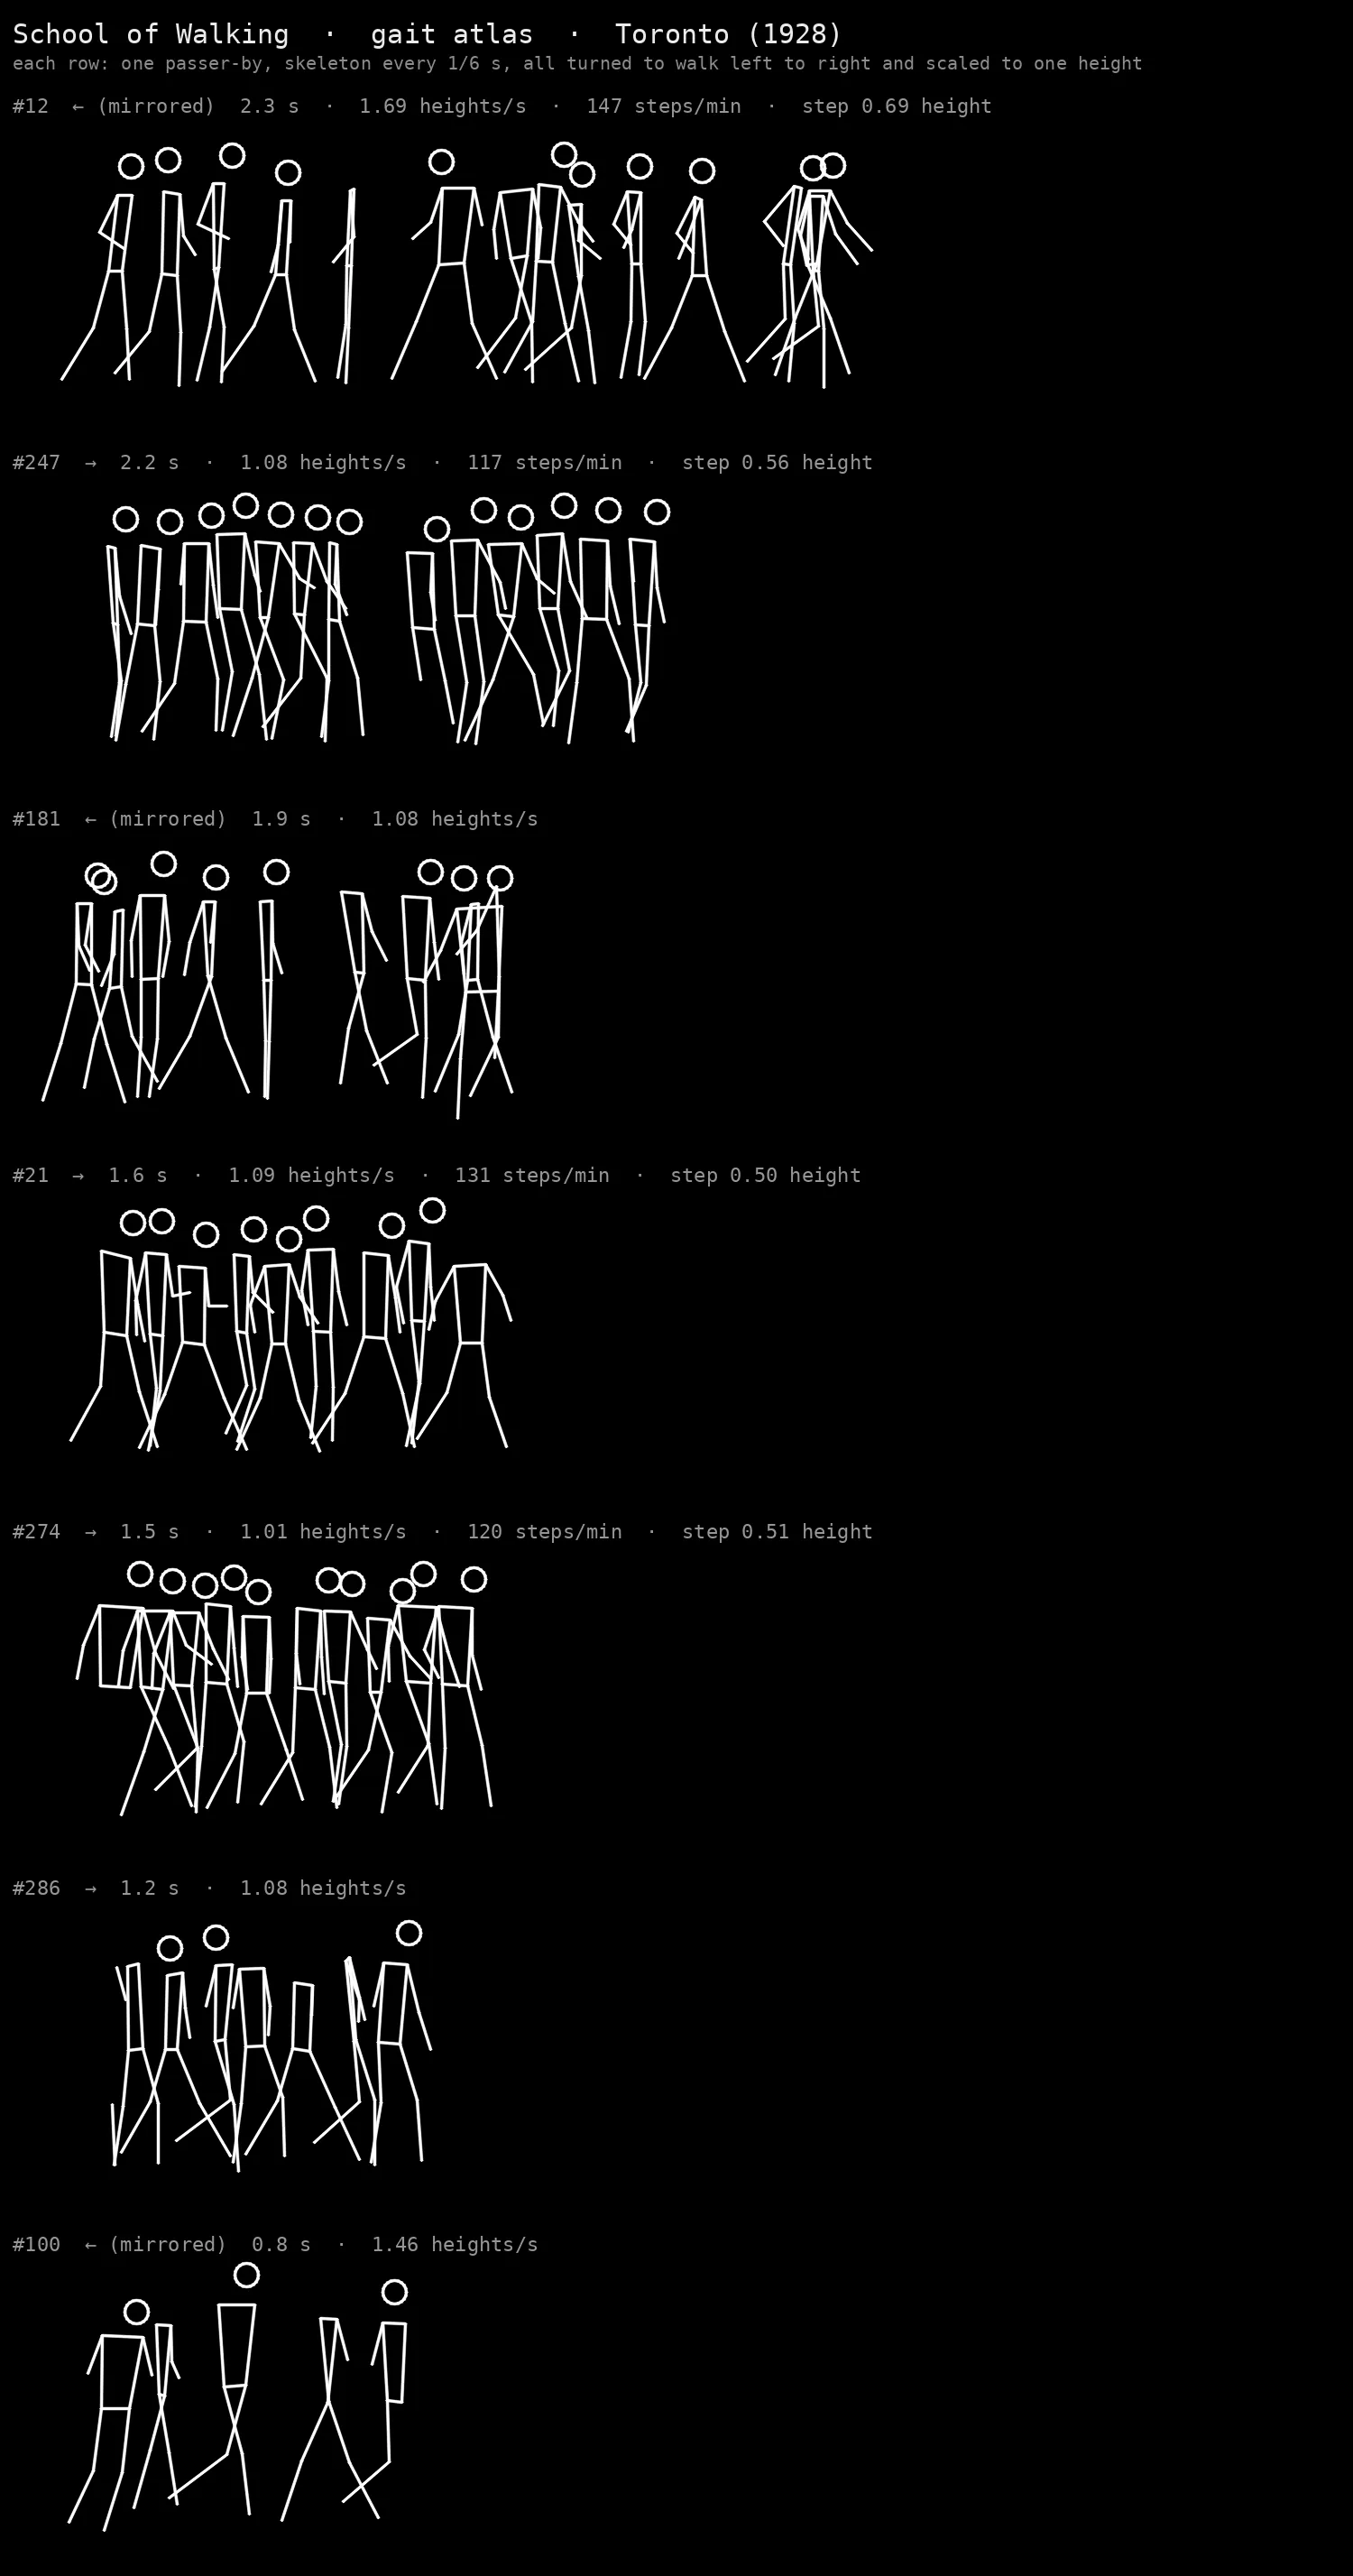 School of Walking · gait atlas · Toronto (1928)
each row: one passer-by, skeleton every 1/6 s, all turned to walk left to right and scaled to one height
#12 ← (mirrored) 2.3 s · 1.69 heights/s · 147 steps/min · step 0.69 height
#247 → 2.2 s · 1.08 heights/s · 117 steps/min · step 0.56 height
#181 ← (mirrored) 1.9 s · 1.08 heights/s
#21 → 1.6 s · 1.09 heights/s · 131 steps/min · step 0.50 height
#274 → 1.5 s · 1.01 heights/s · 120 steps/min · step 0.51 height
#286 → 1.2 s · 1.08 heights/s
#100 ← (mirrored) 0.8 s · 1.46 heights/s